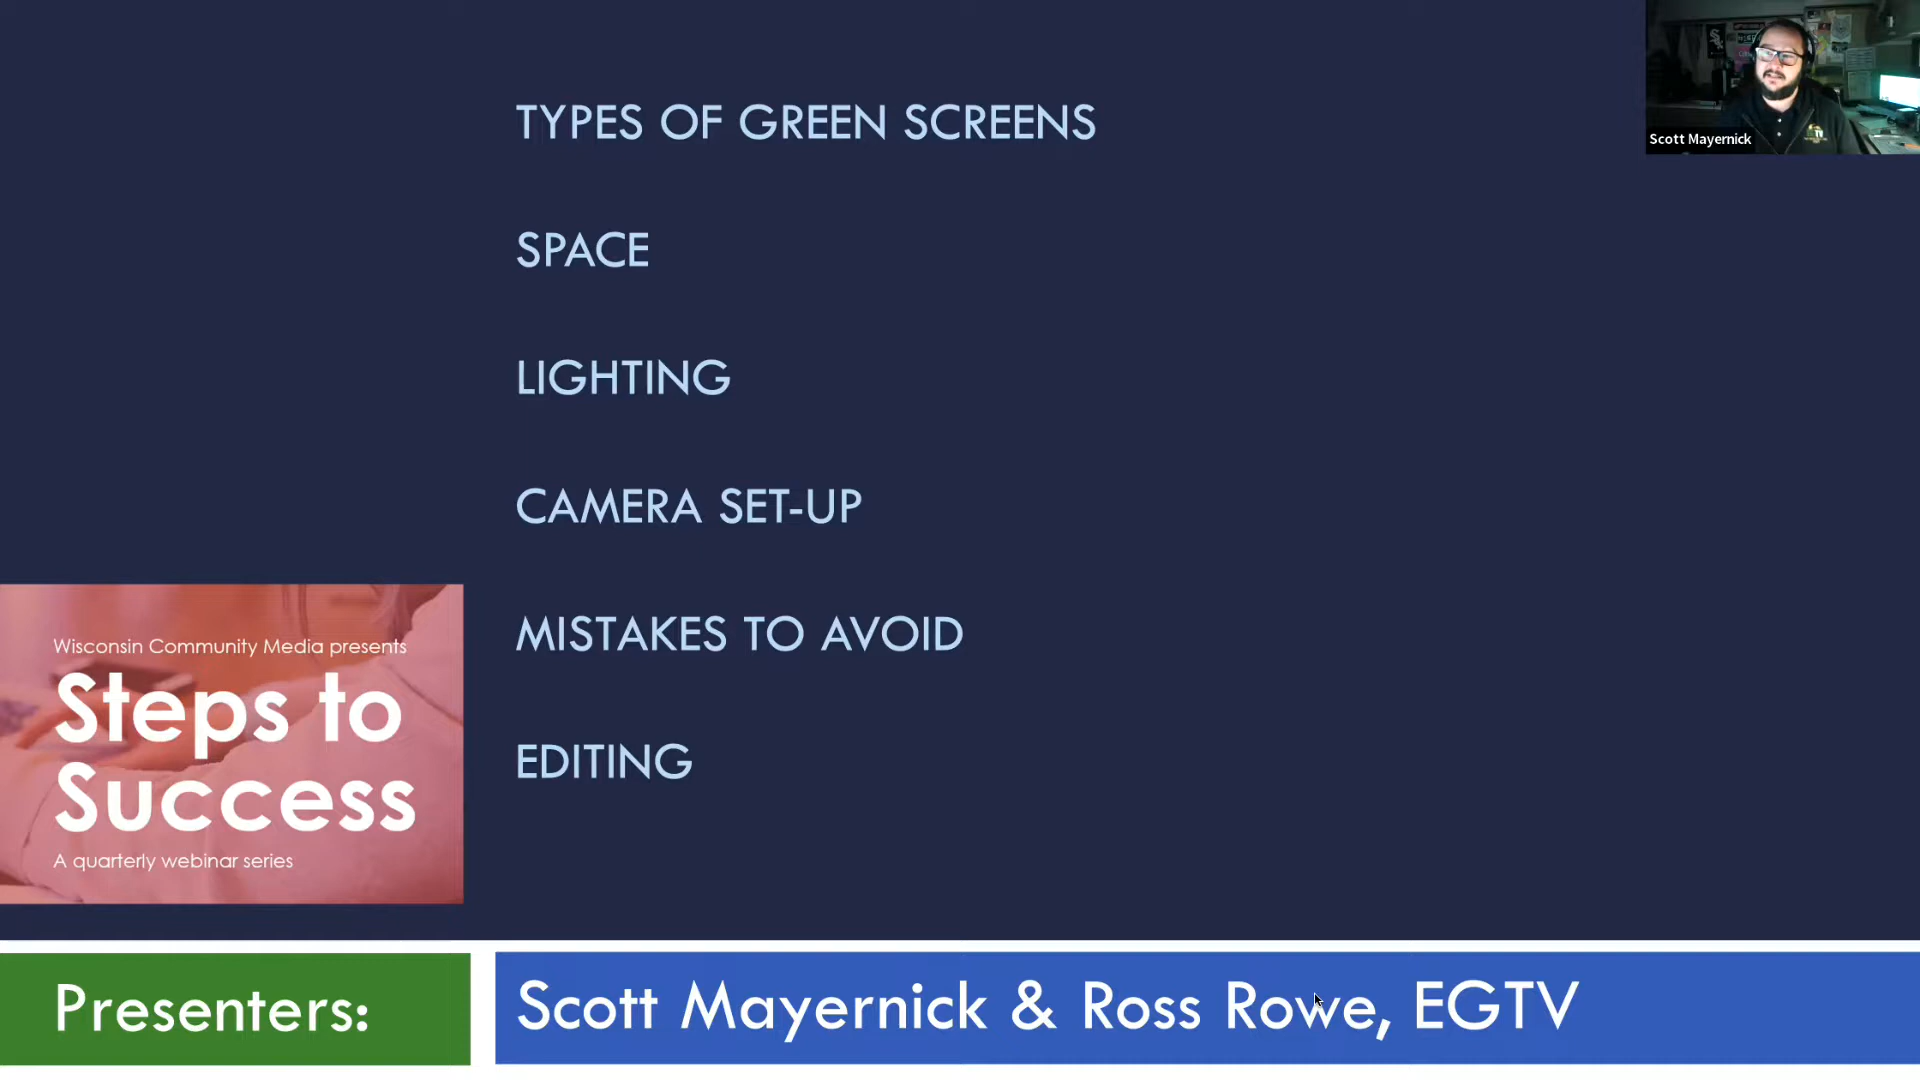 TYPES OF GREEN SCREENS
SPACE
LIGHTING
CAMERA SET-UP
MISTAKES TO AVOID
EDITING
Scott Mayernick
Wisconsin Community Media presents
Steps to
Success
A quarterly webinar series
Presenters:
Scott Mayernick & Ross Rowe, EGTV